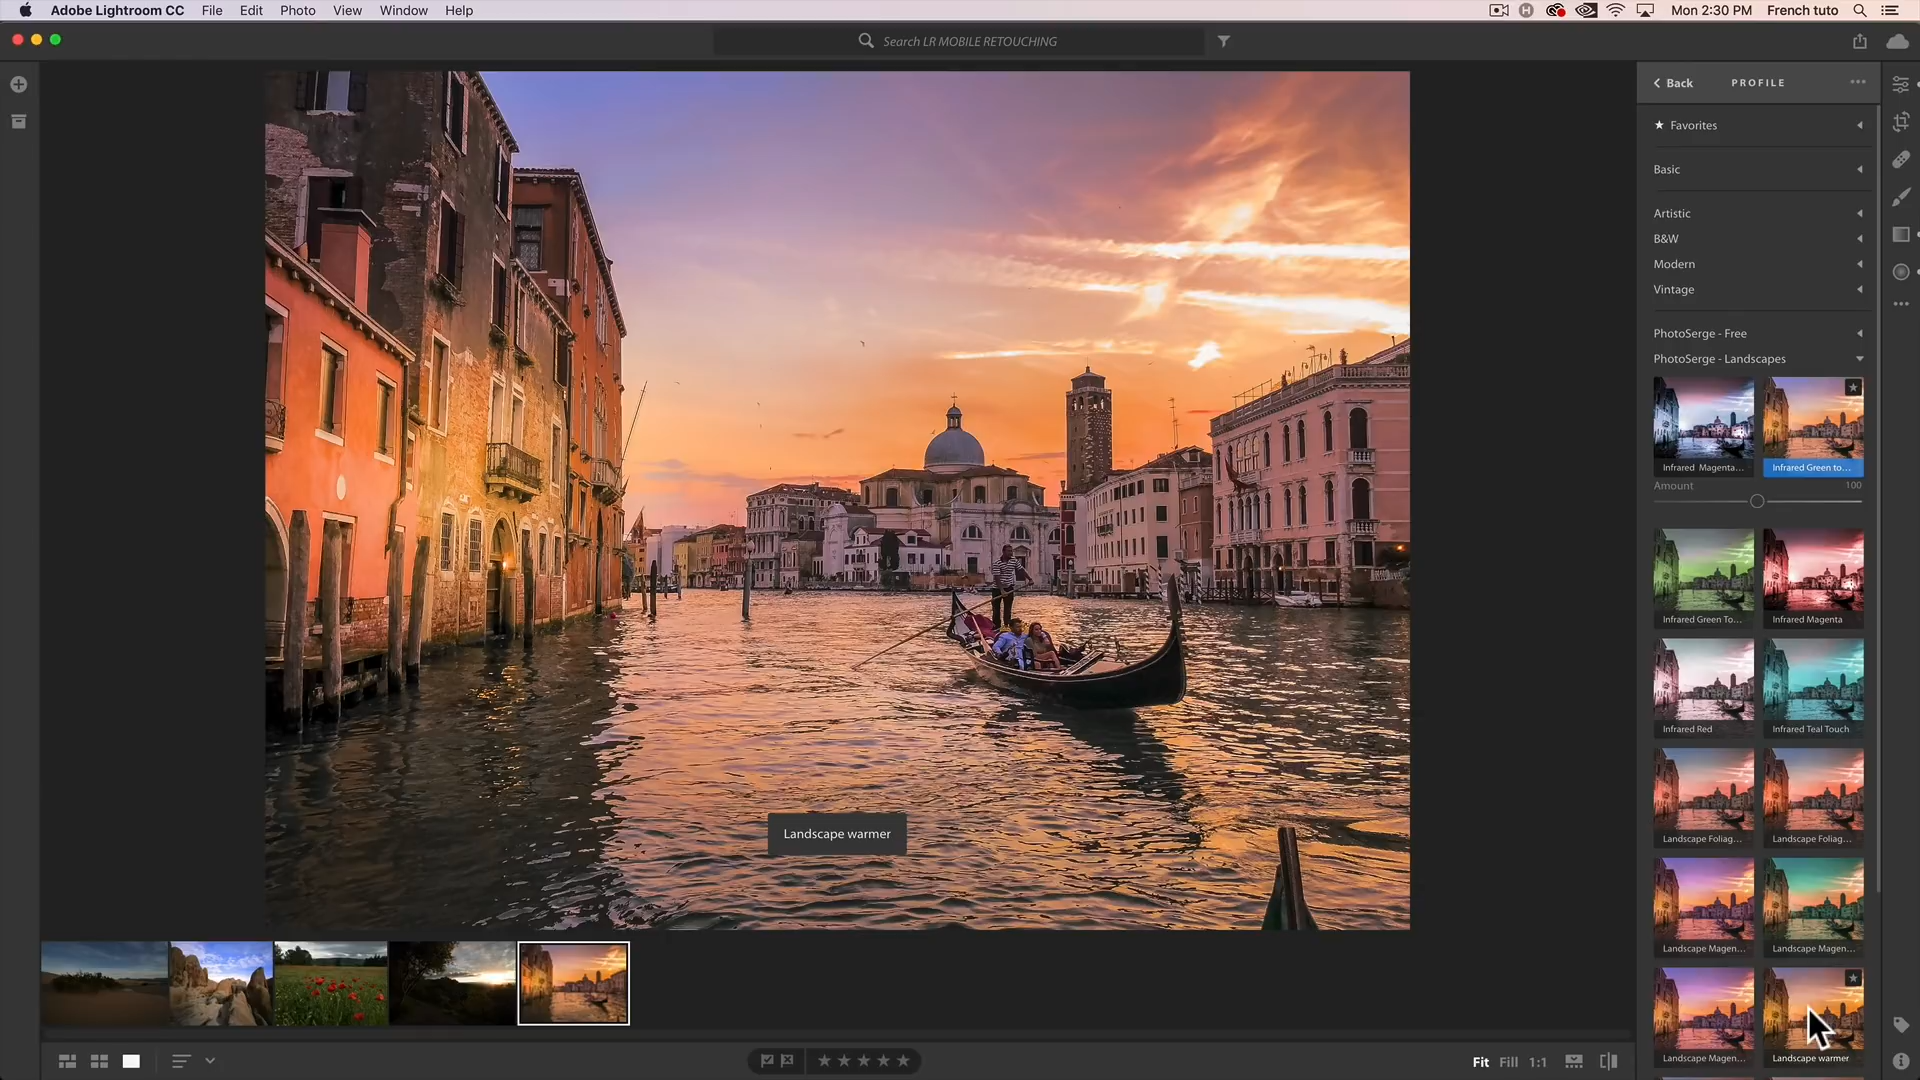 Adobe Lightroom CC File Edit Photo View Window Help
Mon 2:30 PM French tuto
Search LR MOBILE RETOUCHING
Back PROFILE
Favorites
Basic
Artistic
B&W
Modern
Vintage
PhotoSerge - Free
PhotoSerge - Landscapes
Infrared Magenta... Infrared Green to...
Amount 100
Infrared Green To... Infrared Magenta
Infrared Red Infrared Teal Touch
Landscape Foliag... Landscape Foliag...
Landscape Magen... Landscape Magen...
Landscape Magen... Landscape warmer
Landscape warmer
Fit Fill 1:1